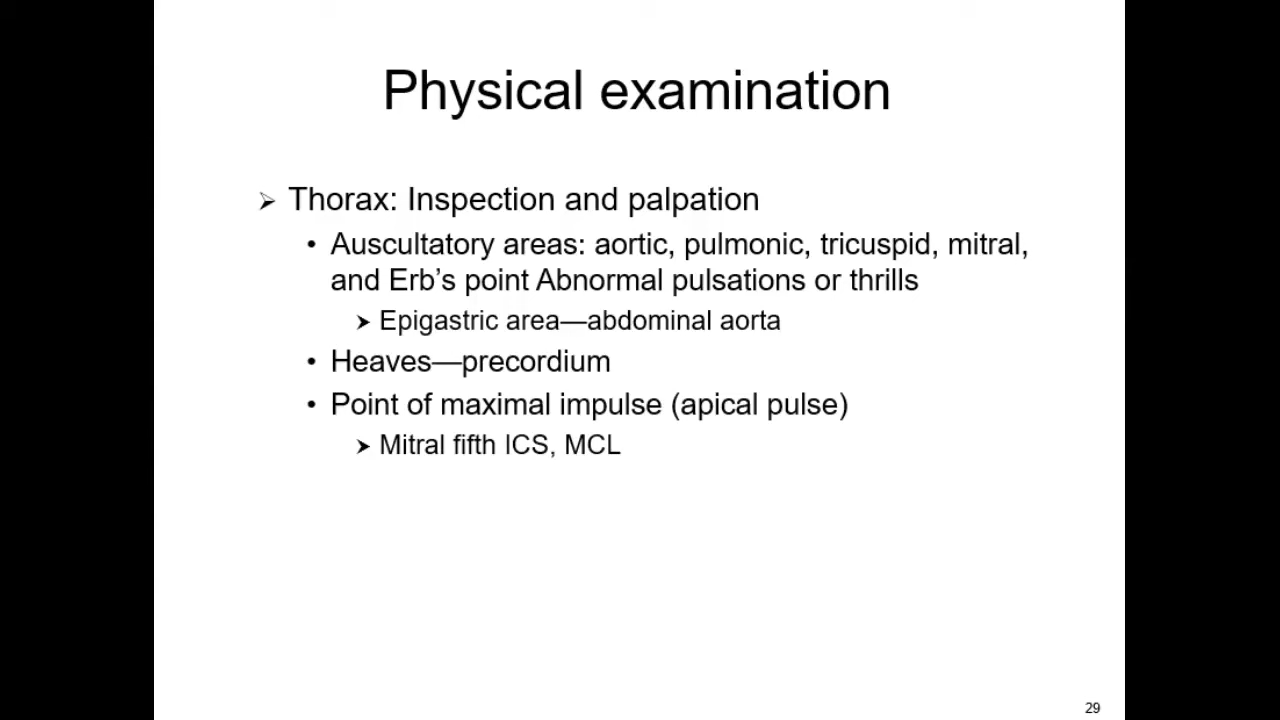 Physical examination
➢ Thorax: Inspection and palpation
• Auscultatory areas: aortic, pulmonic, tricuspid, mitral,
and Erb’s point Abnormal pulsations or thrills
➤ Epigastric area—abdominal aorta
• Heaves—precordium
• Point of maximal impulse (apical pulse)
➤ Mitral fifth ICS, MCL
29